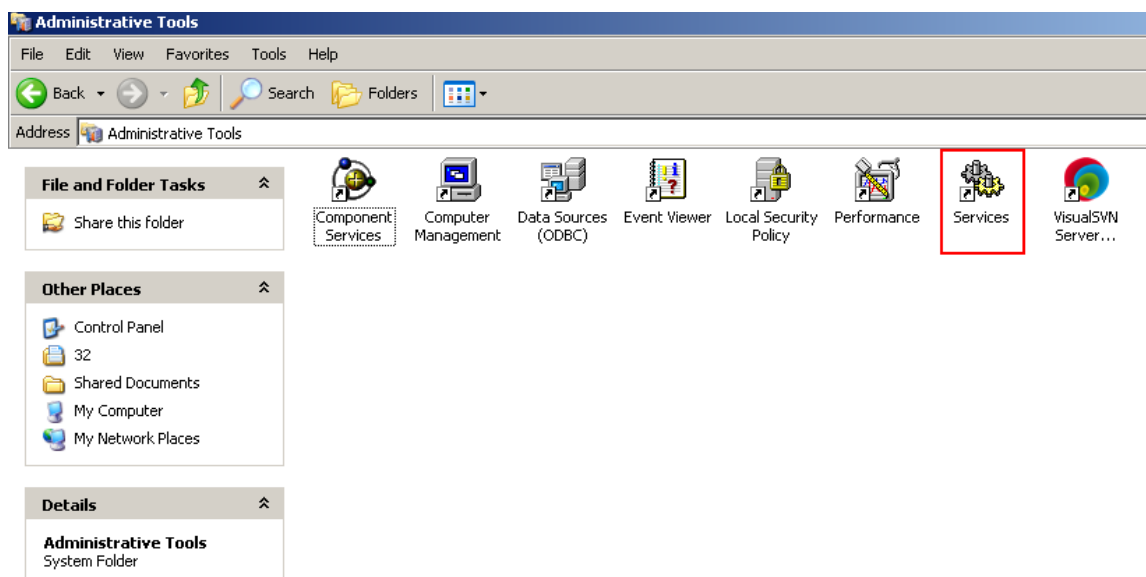 Administrative Tools
File Edit View Favorites Tools Help
Back Search Folders
Address Administrative Tools
File and Folder Tasks
Share this folder
Other Places
Control Panel
32
Shared Documents
My Computer
My Network Places
Details
Administrative Tools
System Folder
Component
Services
Computer
Management
Data Sources
(ODBC)
Event Viewer
Local Security
Policy
Performance
Services
VisualSVN
Server...